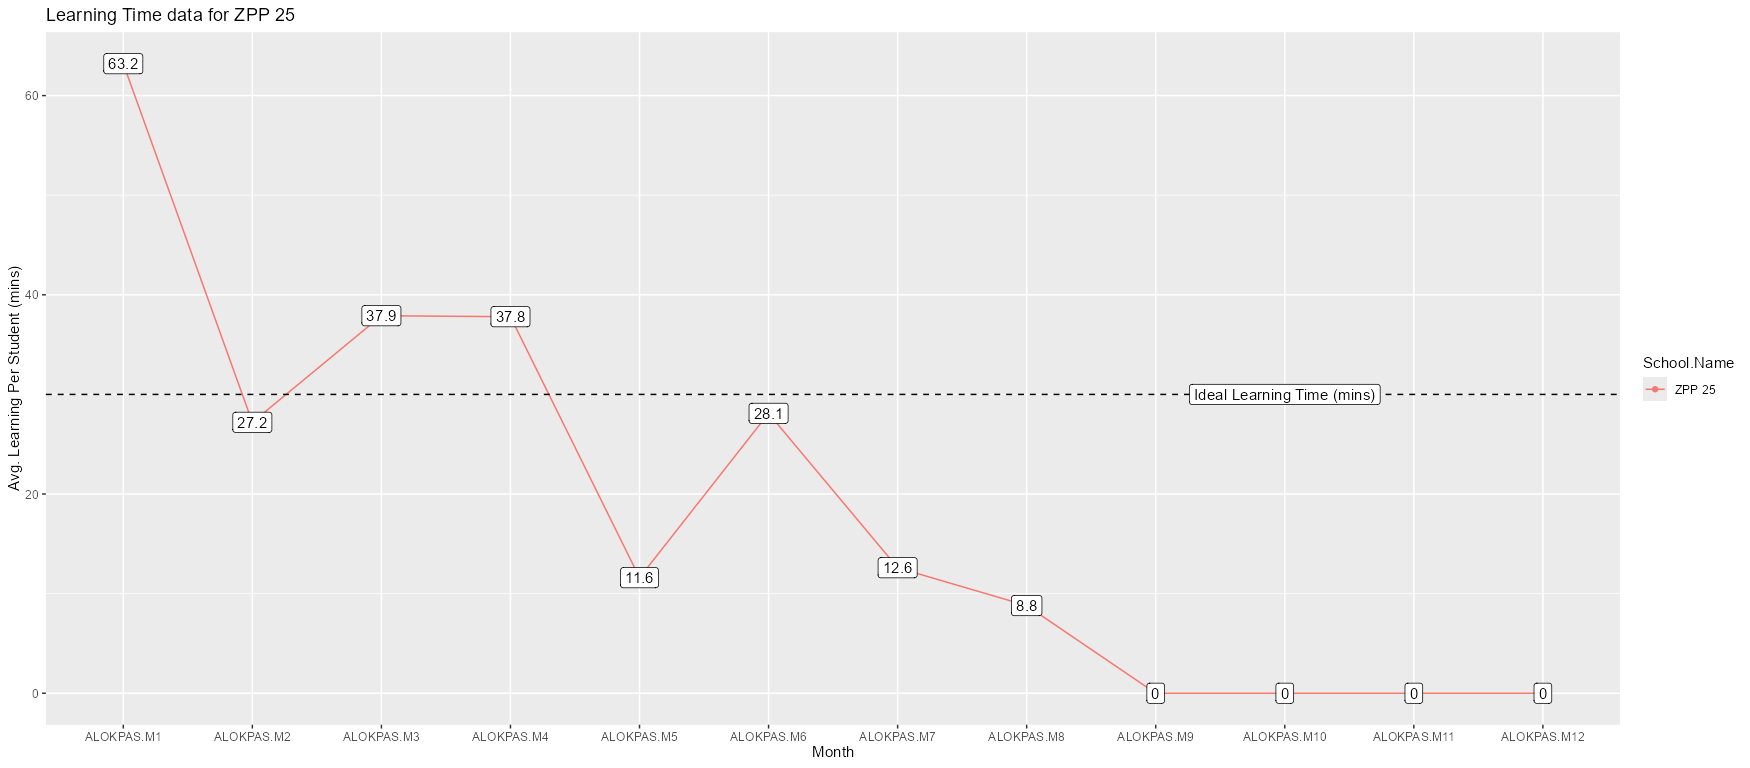 Learning Time data for ZPP 25
Avg. Learning Per Student (mins)
60
40
20
0
63.2
27.2
37.9
37.8
11.6
28.1
12.6
8.8
0
0
0
0
Ideal Learning Time (mins)
ALOKPAS.M1
ALOKPAS.M2
ALOKPAS.M3
ALOKPAS.M4
ALOKPAS.M5
ALOKPAS.M6
ALOKPAS.M7
ALOKPAS.M8
ALOKPAS.M9
ALOKPAS.M10
ALOKPAS.M11
ALOKPAS.M12
Month
School.Name
ZPP 25